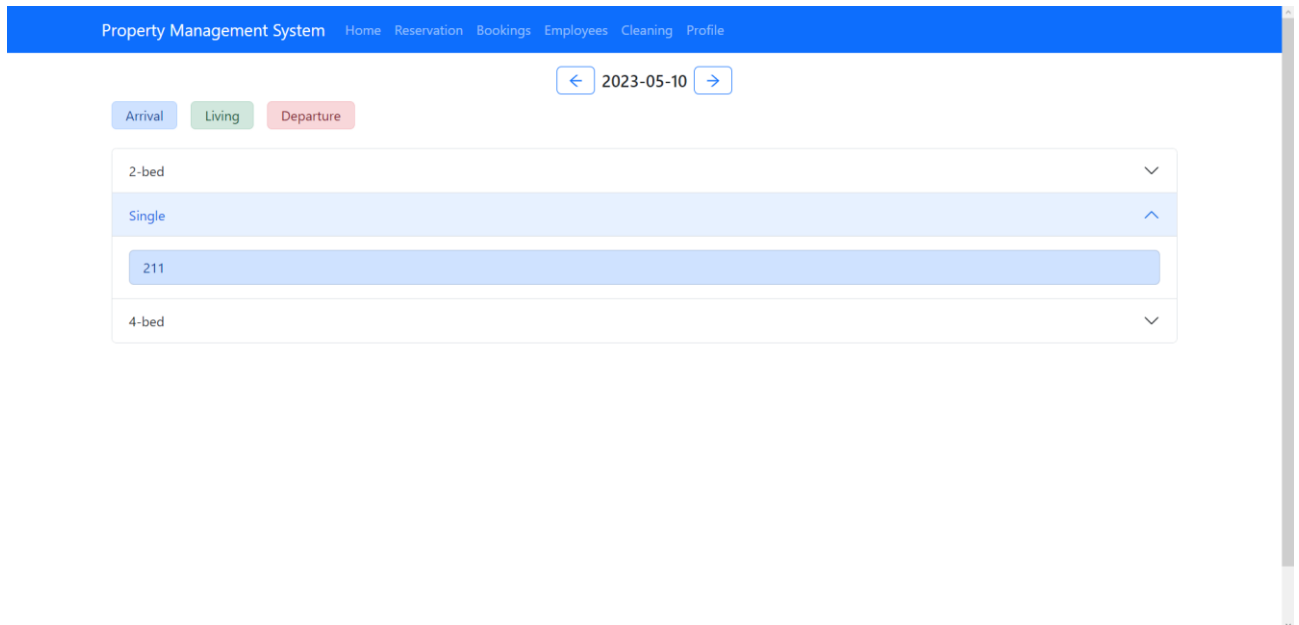 Property Management System Home Reservation Bookings Employees Cleaning Profile
2023-05-10
Arrival Living Departure
2-bed
Single
211
4-bed